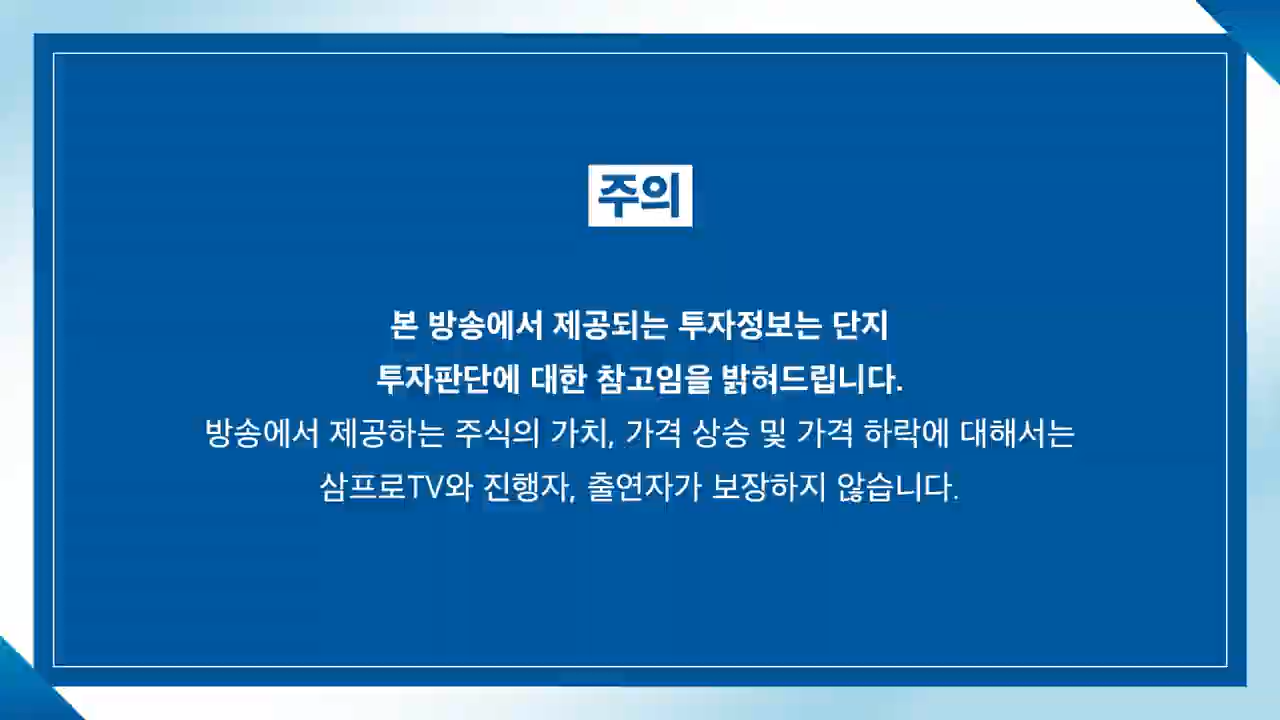 주의
본 방송에서 제공되는 투자정보는 단지
투자판단에 대한 참고임을 밝혀드립니다.
방송에서 제공하는 주식의 가치, 가격 상승 및 가격 하락에 대해서는
삼프로TV와 진행자, 출연자가 보장하지 않습니다.